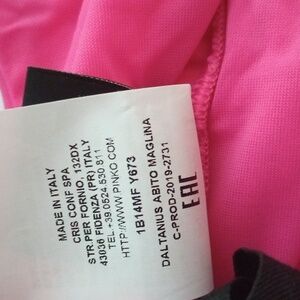 MADE IN ITALY
CRIS CONF SPA
STR.PER FORNIO, 132DX
43036 FIDENZA (PR) ITALY
TEL.+39.0524.530.811
HTTP://WWW.PINKO.COM
1B14MF Y673
DALTANIUS ABITO MAGLINA
C-PROD-2019-2731
EAC